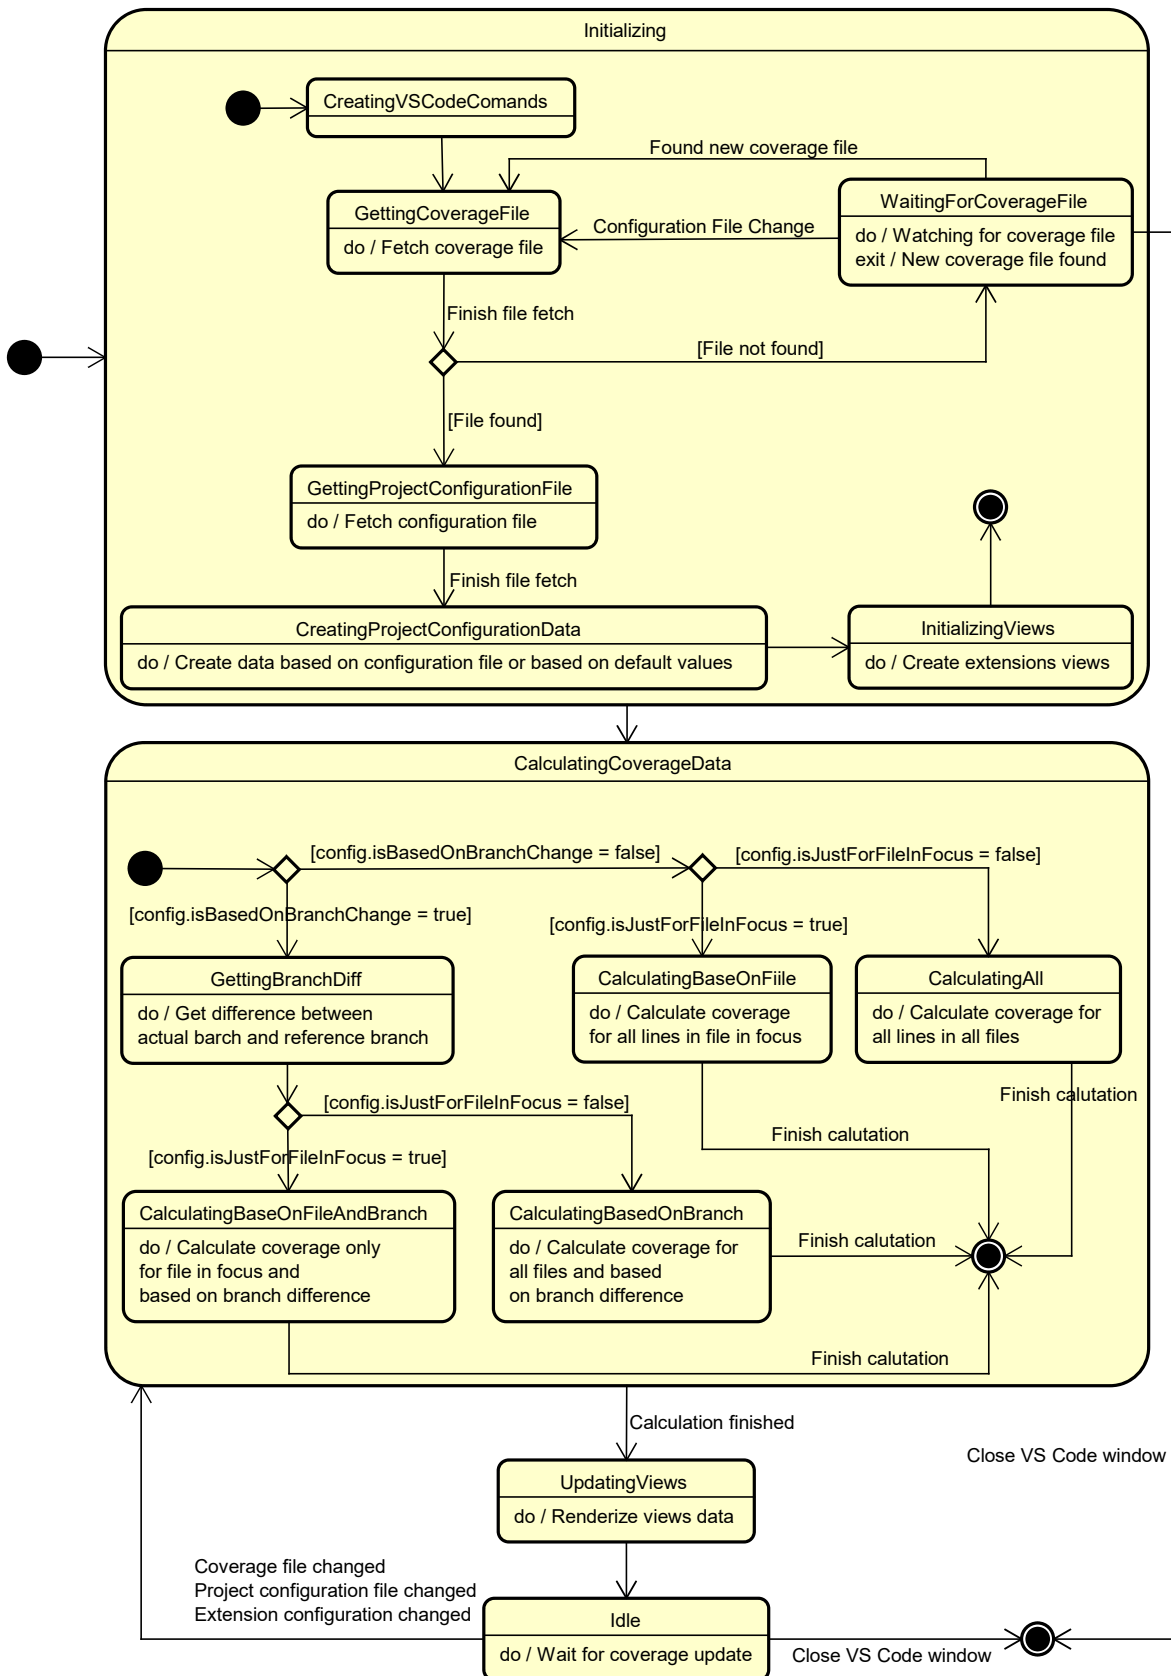 Initializing
CreatingVSCodeComands
Found new coverage file
GettingCoverageFile
do / Fetch coverage file
Configuration File Change
WaitingForCoverageFile
do / Watching for coverage file
exit / New coverage file found
Finish file fetch
[File not found]
[File found]
GettingProjectConfigurationFile
do / Fetch configuration file
Finish file fetch
CreatingProjectConfigurationData
do / Create data based on configuration file or based on default values
InitializingViews
do / Create extensions views
CalculatingCoverageData
[config.isBasedOnBranchChange = false]
[config.isJustForFileInFocus = false]
[config.isBasedOnBranchChange = true]
[config.isJustForFileInFocus = true]
GettingBranchDiff
do / Get difference between
actual barch and reference branch
CalculatingBaseOnFiile
do / Calculate coverage
for all lines in file in focus
CalculatingAll
do / Calculate coverage for
all lines in all files
[config.isJustForFileInFocus = false]
Finish calutation
Finish calutation
[config.isJustForFileInFocus = true]
CalculatingBaseOnFileAndBranch
do / Calculate coverage only
for file in focus and
based on branch difference
CalculatingBasedOnBranch
do / Calculate coverage for
all files and based
on branch difference
Finish calutation
Finish calutation
Calculation finished
Close VS Code window
UpdatingViews
do / Renderize views data
Coverage file changed
Project configuration file changed
Extension configuration changed
Idle
do / Wait for coverage update
Close VS Code window